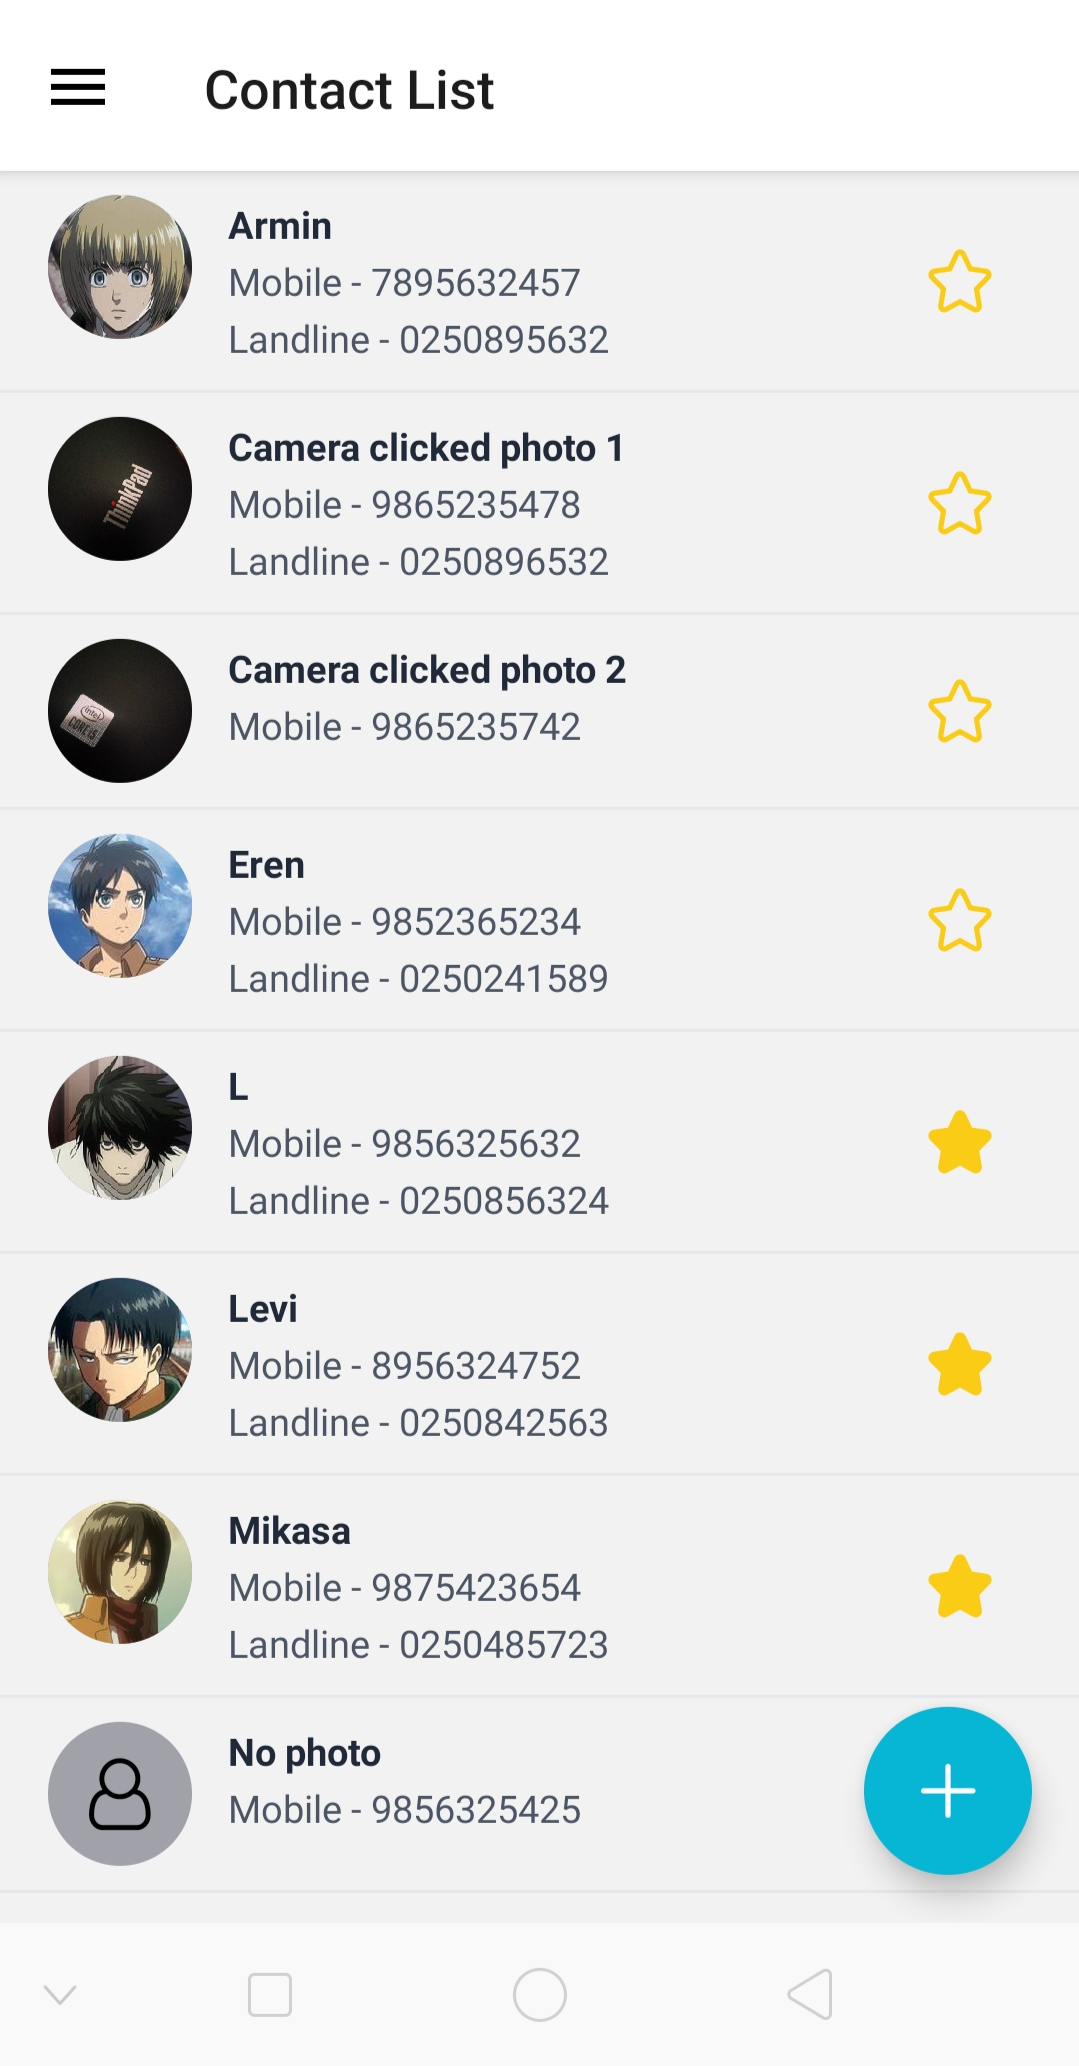 Contact List
Armin
Mobile - 7895632457
Landline - 0250895632
ThinkPad
Camera clicked photo 1
Mobile - 9865235478
Landline - 0250896532
intel
CORE i5
Camera clicked photo 2
Mobile - 9865235742
Eren
Mobile - 9852365234
Landline - 0250241589
L
Mobile - 9856325632
Landline - 0250856324
Levi
Mobile - 8956324752
Landline - 0250842563
Mikasa
Mobile - 9875423654
Landline - 0250485723
No photo
Mobile - 9856325425